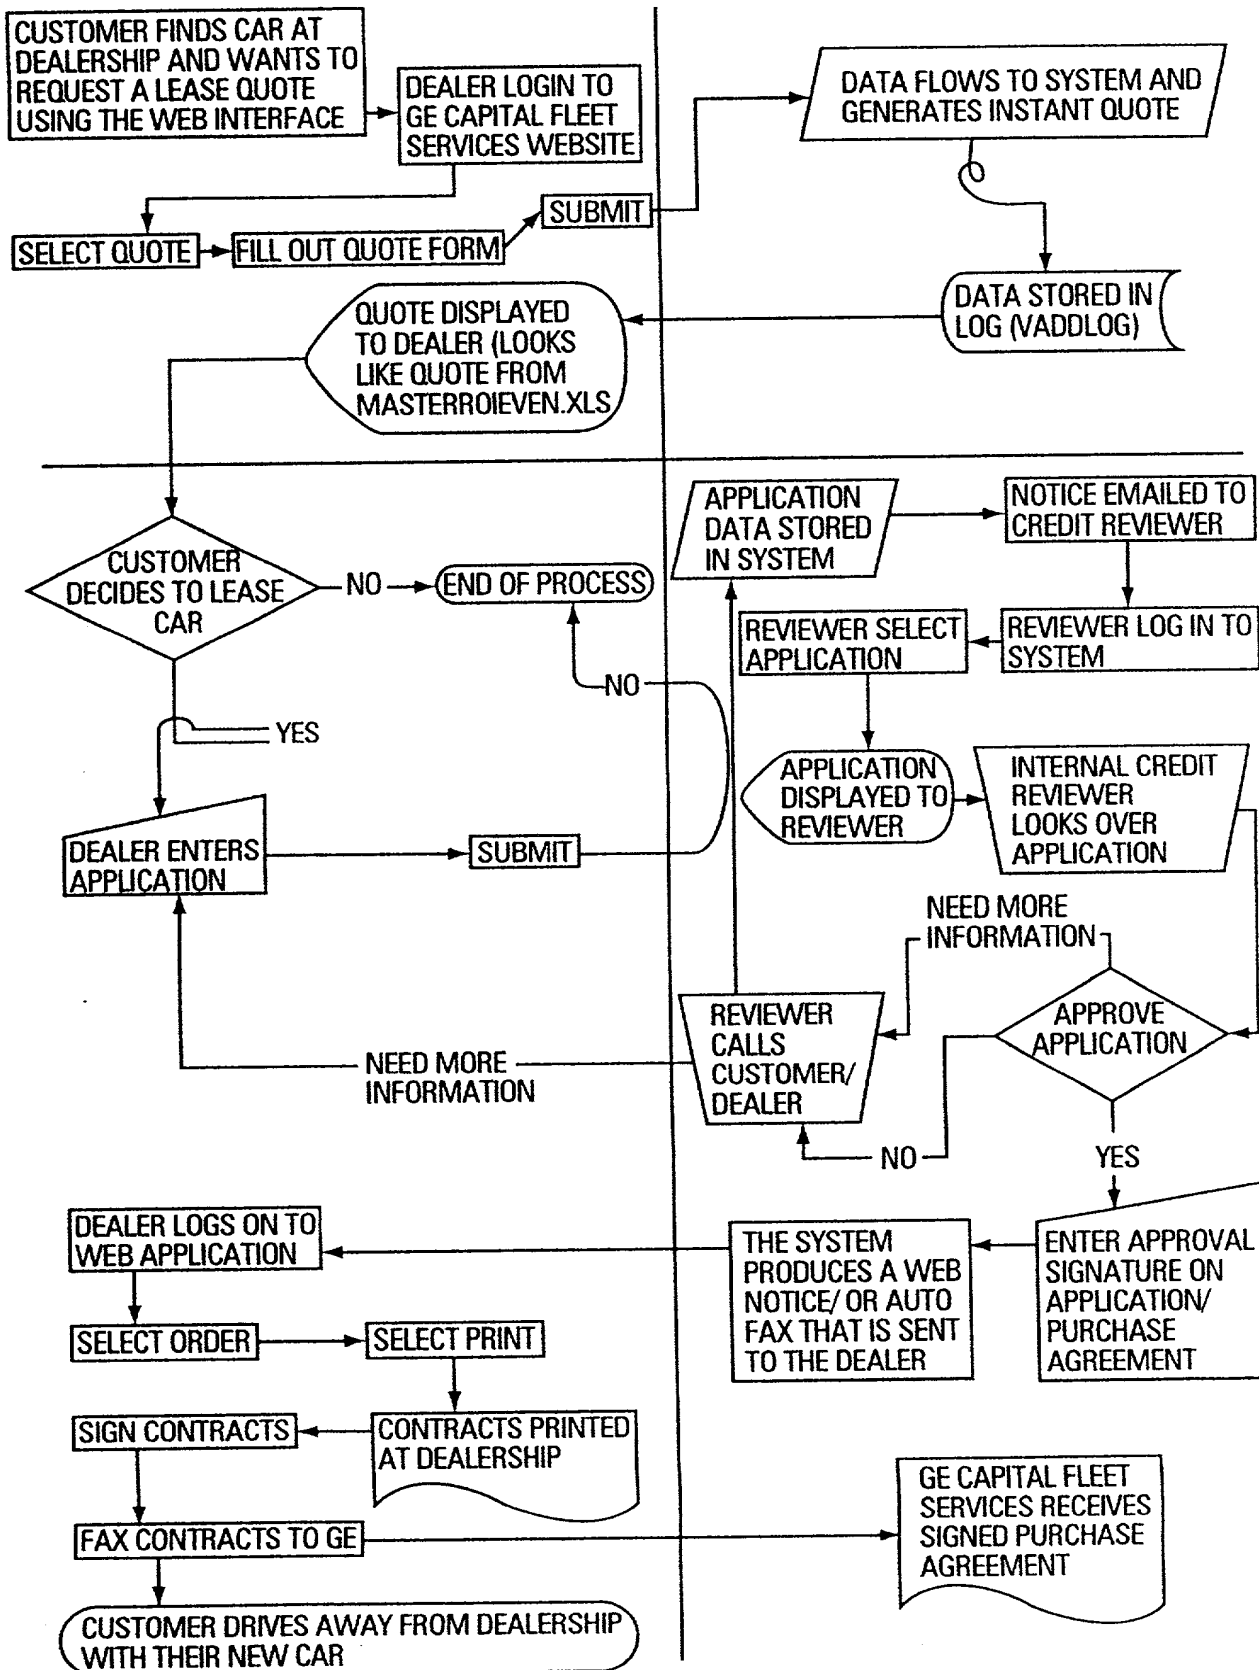 CUSTOMER FINDS CAR AT
DEALERSHIP AND WANTS TO
REQUEST A LEASE QUOTE
USING THE WEB INTERFACE
DEALER LOGIN TO
GE CAPITAL FLEET
SERVICES WEBSITE
SELECT QUOTE
FILL OUT QUOTE FORM
SUBMIT
DATA FLOWS TO SYSTEM AND
GENERATES INSTANT QUOTE
DATA STORED IN
LOG (VADDLOG)
QUOTE DISPLAYED
TO DEALER (LOOKS
LIKE QUOTE FROM
MASTERROIEVEN.XLS
CUSTOMER
DECIDES TO LEASE
CAR
NO
END OF PROCESS
NO
YES
DEALER ENTERS
APPLICATION
SUBMIT
APPLICATION
DATA STORED
IN SYSTEM
NOTICE EMAILED TO
CREDIT REVIEWER
REVIEWER LOG IN TO
SYSTEM
REVIEWER SELECT
APPLICATION
APPLICATION
DISPLAYED TO
REVIEWER
INTERNAL CREDIT
REVIEWER
LOOKS OVER
APPLICATION
NEED MORE
INFORMATION
APPROVE
APPLICATION
REVIEWER
CALLS
CUSTOMER/
DEALER
NEED MORE
INFORMATION
NO
YES
ENTER APPROVAL
SIGNATURE ON
APPLICATION/
PURCHASE
AGREEMENT
THE SYSTEM
PRODUCES A WEB
NOTICE/ OR AUTO
FAX THAT IS SENT
TO THE DEALER
DEALER LOGS ON TO
WEB APPLICATION
SELECT ORDER
SELECT PRINT
CONTRACTS PRINTED
AT DEALERSHIP
SIGN CONTRACTS
FAX CONTRACTS TO GE
GE CAPITAL FLEET
SERVICES RECEIVES
SIGNED PURCHASE
AGREEMENT
CUSTOMER DRIVES AWAY FROM DEALERSHIP
WITH THEIR NEW CAR